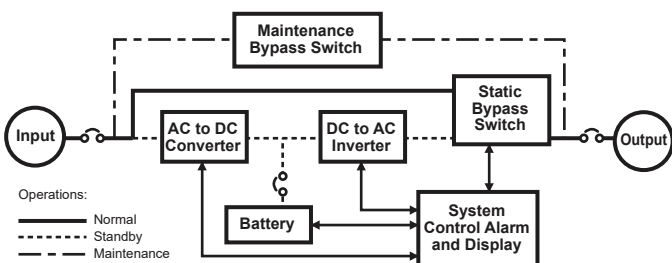 Maintenance
Bypass Switch
Static
Bypass
Switch
Input
AC to DC
Converter
DC to AC
Inverter
Output
Operations:
Normal
Standby
Maintenance
Battery
System
Control Alarm
and Display